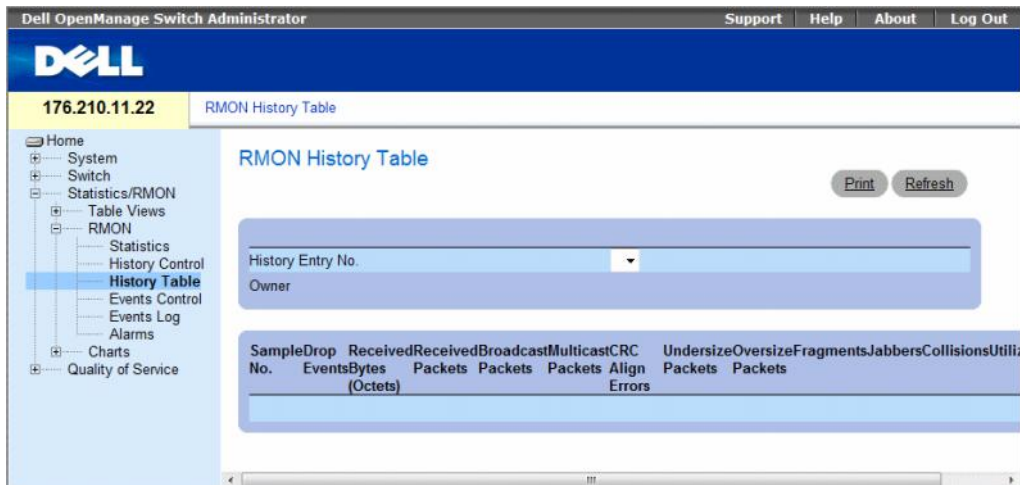 Dell OpenManage Switch Administrator Support Help About Log Out
DELL
176.210.11.22 RMON History Table
Home
System
Switch
Statistics/RMON
Table Views
RMON
Statistics
History Control
History Table
Events Control
Events Log
Alarms
Charts
Quality of Service
RMON History Table
Print Refresh
History Entry No.
Owner
Sample Drop Received Received Broadcast Multicast CRC Undersize Oversize Fragments Jabbers Collisions Utiliz
No. Events Bytes Packets Packets Packets Align Packets Packets
(Octets) Errors